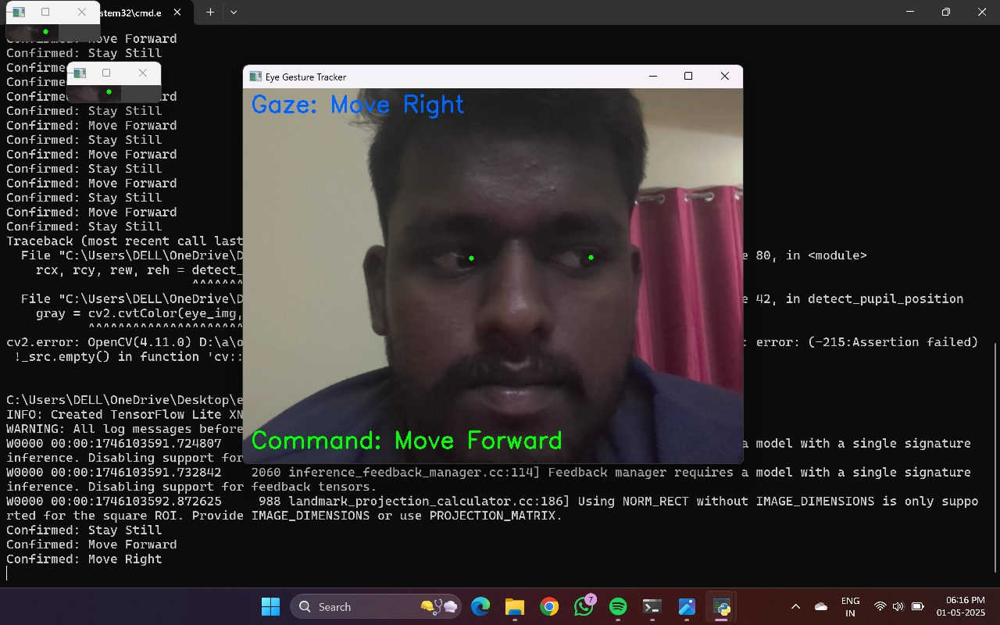 stem32\cmd.e
Confirmed: Move Forward
Confirmed: Stay Still
Confirme
Confirme
Confirmed rd
Confirmed: Stay Still
Confirmed: Move Forward
Confirmed: Stay Still
Confirmed: Move Forward
Confirmed: Stay Still
Confirmed: Move Forward
Confirmed: Stay Still
Confirmed: Move Forward
Confirmed: Stay Still
Traceback (most recent call last
File "C:\Users\DELL\OneDrive\D e 80, in <module>
rcx, rcy, rew, reh = detect_
^^^^^^^
File "C:\Users\DELL\OneDrive\D e 42, in detect_pupil_position
gray = cv2.cvtColor(eye_img,
^^^^^^^^^^^^^^^^^^^^^
cv2.error: OpenCV(4.11.0) D:\a\o : error: (-215:Assertion failed)
!_src.empty() in function 'cv::
C:\Users\DELL\OneDrive\Desktop\e
INFO: Created TensorFlow Lite XN
WARNING: All log messages before
W0000 00:00:1746103591.724807 a model with a single signature
inference. Disabling support for
W0000 00:00:1746103591.732842 2060 inference_feedback_manager.cc:114] Feedback manager requires a model with a single signature
inference. Disabling support for feedback tensors.
W0000 00:00:1746103592.872625 988 landmark_projection_calculator.cc:186] Using NORM_RECT without IMAGE_DIMENSIONS is only suppo
rted for the square ROI. Provide IMAGE_DIMENSIONS or use PROJECTION_MATRIX.
Confirmed: Stay Still
Confirmed: Move Forward
Confirmed: Move Right
Eye Gesture Tracker
Gaze: Move Right
Command: Move Forward
Search
7
ENG
IN
06:16 PM
01-05-2025